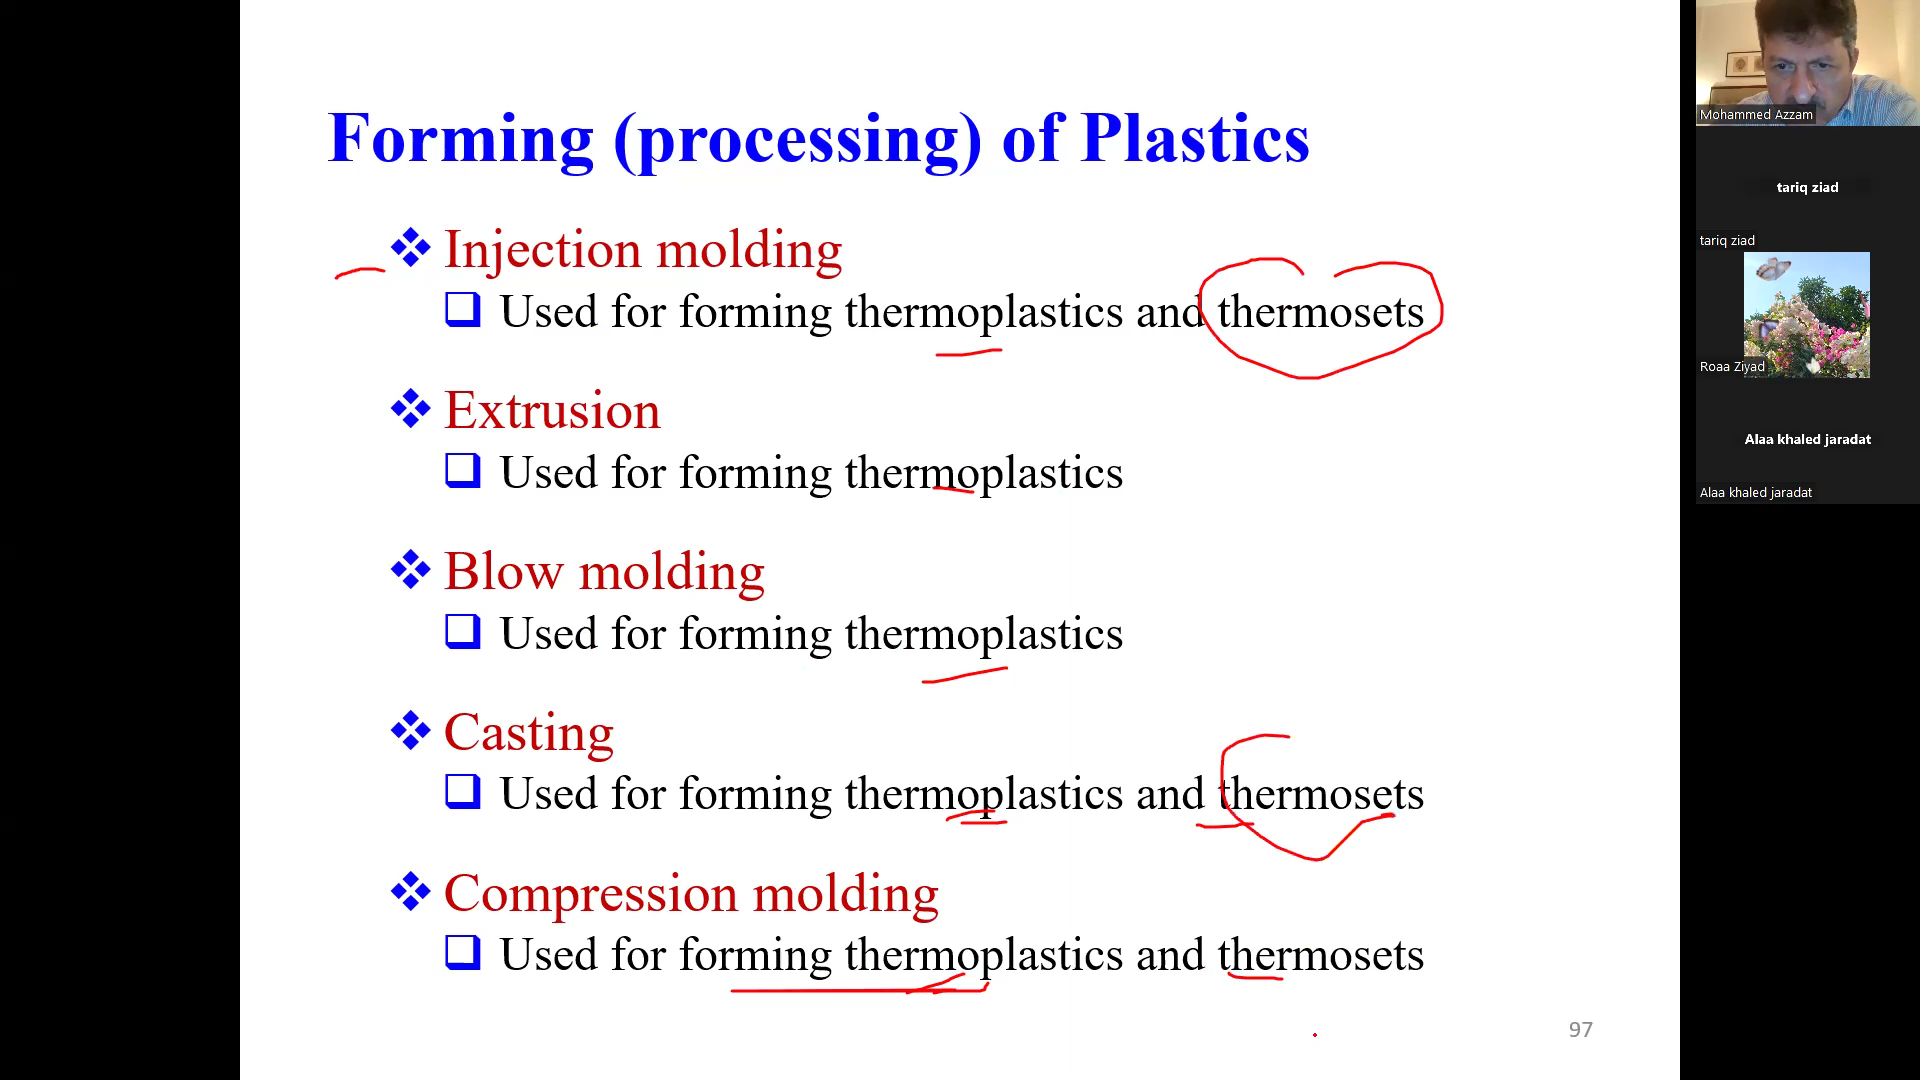 Forming (processing) of Plastics
Injection molding
Used for forming thermoplastics and thermosets
Extrusion
Used for forming thermoplastics
Blow molding
Used for forming thermoplastics
Casting
Used for forming thermoplastics and thermosets
Compression molding
Used for forming thermoplastics and thermosets
97
Mohammed Azzam
tariq ziad
tariq ziad
Roaa Ziyad
Alaa khaled jaradat
Alaa khaled jaradat